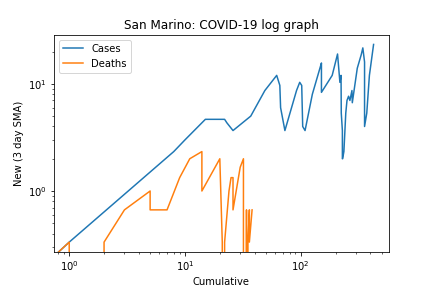 San Marino: COVID-19 log graph
Cases
Deaths
New (3 day SMA)
10¹
10⁰
10⁰ 10¹ 10²
Cumulative